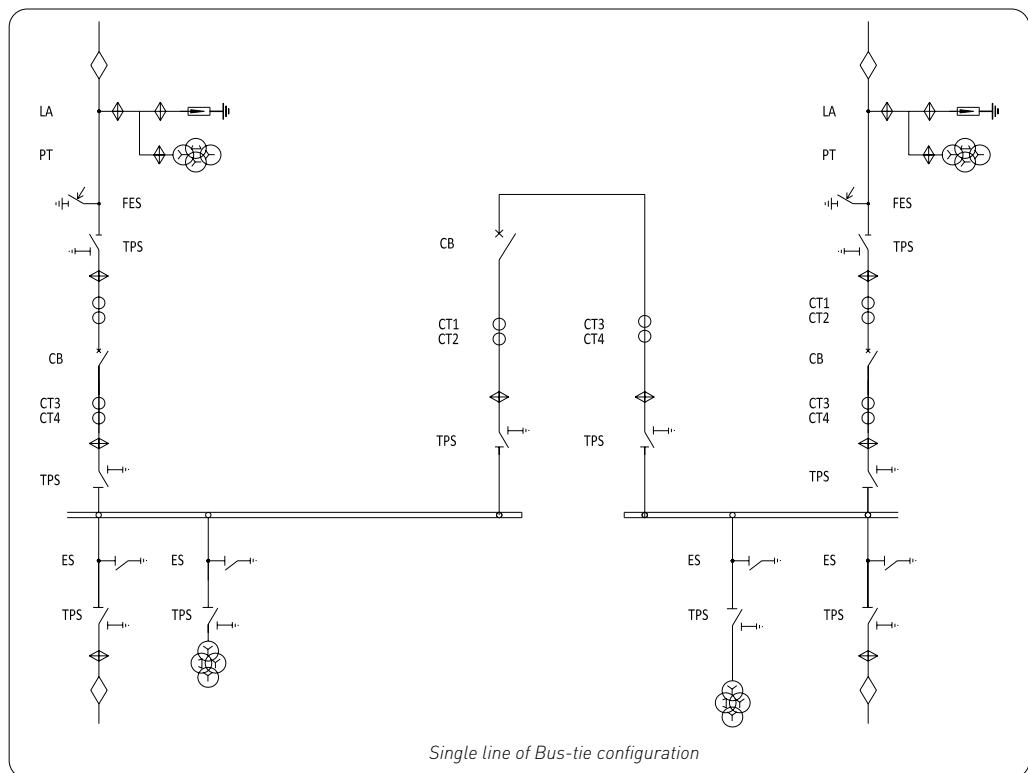 LA
LA
PT
PT
FES
FES
TPS
CB
TPS
CT1
CT2
CT1
CT2
CT3
CT4
CB
CB
CT3
CT4
CT3
CT4
TPS
TPS
TPS
TPS
ES
ES
ES
ES
TPS
TPS
TPS
TPS
Single line of Bus-tie configuration